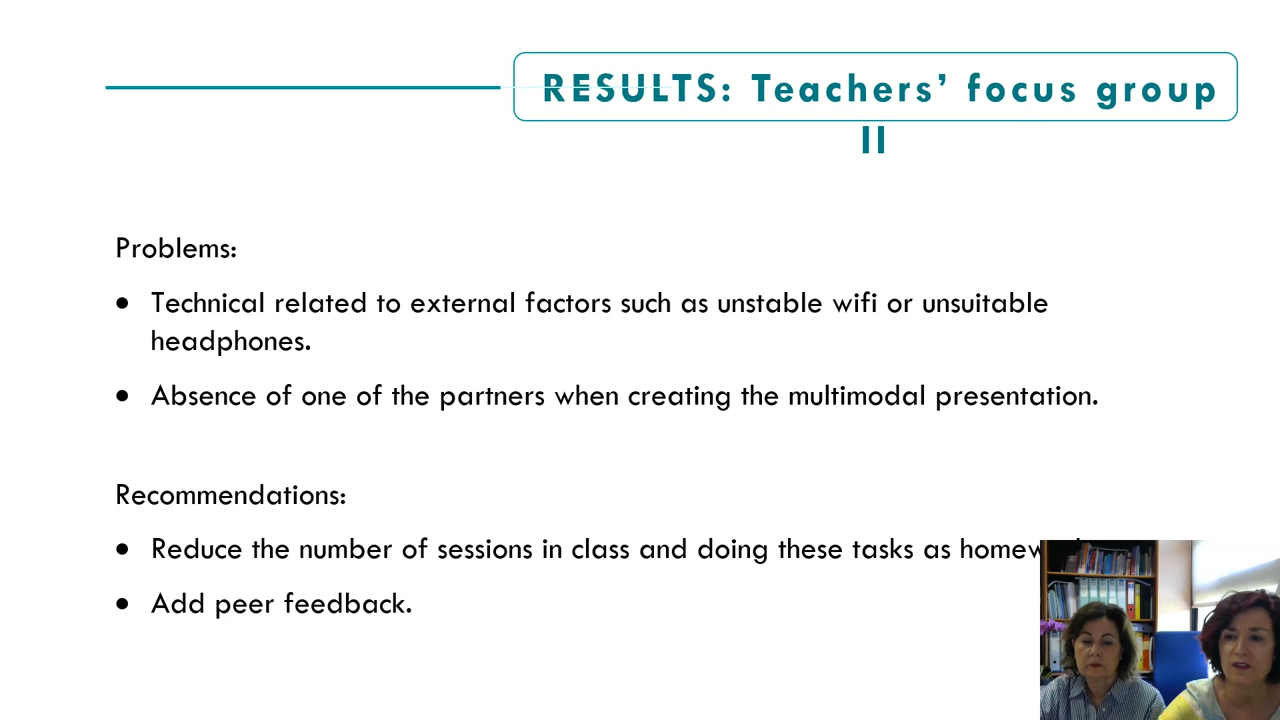 RESULTS: Teachers’ focus group
II
Problems:
• Technical related to external factors such as unstable wifi or unsuitable
headphones.
• Absence of one of the partners when creating the multimodal presentation.
Recommendations:
• Reduce the number of sessions in class and doing these tasks as
• Add peer feedback.